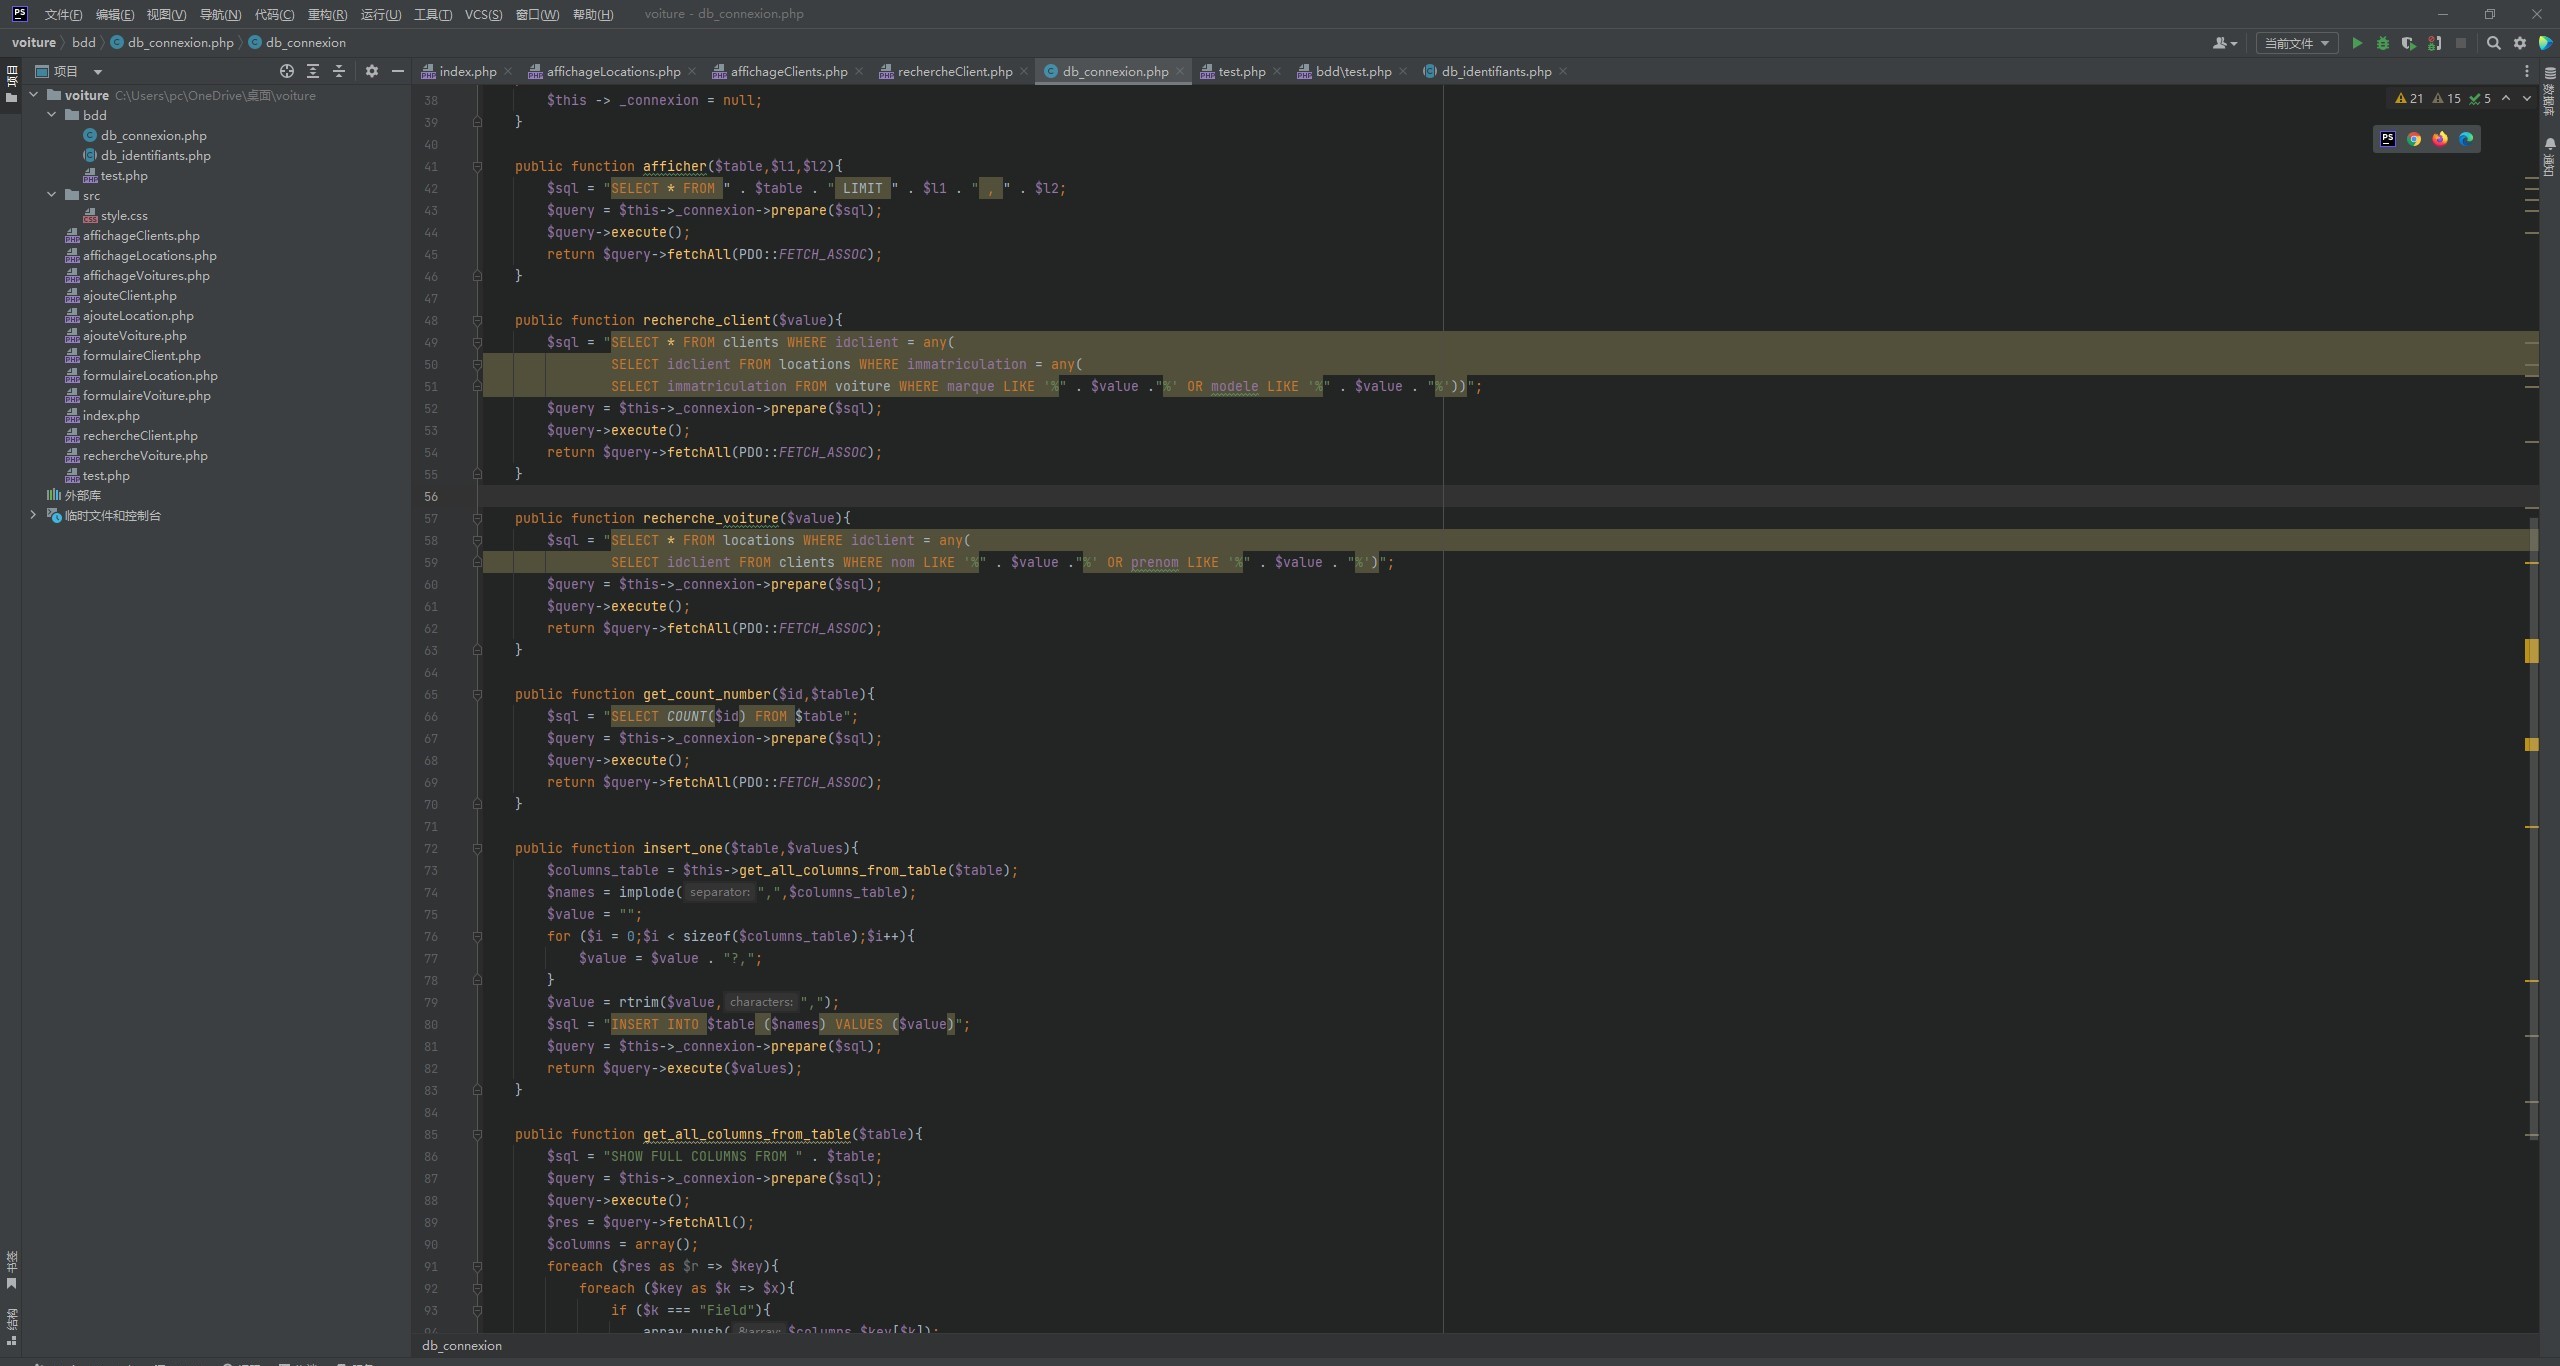 PS 文件(F) 编辑(E) 视图(V) 导航(N) 代码(C) 重构(R) 运行(U) 工具(T) VCS(S) 窗口(W) 帮助(H) voiture - db_connexion.php
voiture bdd db_connexion.php db_connexion 当前文件
项目 index.php affichageLocations.php affichageClients.php rechercheClient.php db_connexion.php test.php bdd\test.php db_identifiants.php
项目
数据库
通知
书签
结构
voiture C:\Users\pc\OneDrive\桌面\voiture
bdd
db_connexion.php
db_identifiants.php
test.php
src
style.css
affichageClients.php
affichageLocations.php
affichageVoitures.php
ajouteClient.php
ajouteLocation.php
ajouteVoiture.php
formulaireClient.php
formulaireLocation.php
formulaireVoiture.php
index.php
rechercheClient.php
rechercheVoiture.php
test.php
外部库
临时文件和控制台
21 15 5
38 $this -> _connexion = null;
39 }
40
41 public function afficher($table,$l1,$l2){
42 $sql = "SELECT * FROM " . $table . " LIMIT " . $l1 . " , " . $l2;
43 $query = $this->_connexion->prepare($sql);
44 $query->execute();
45 return $query->fetchAll(PDO::FETCH_ASSOC);
46 }
47
48 public function recherche_client($value){
49 $sql = "SELECT * FROM clients WHERE idclient = any(
50 SELECT idclient FROM locations WHERE immatriculation = any(
51 SELECT immatriculation FROM voiture WHERE marque LIKE '%" . $value ."%' OR modele LIKE '%" . $value . "%'))";
52 $query = $this->_connexion->prepare($sql);
53 $query->execute();
54 return $query->fetchAll(PDO::FETCH_ASSOC);
55 }
56
57 public function recherche_voiture($value){
58 $sql = "SELECT * FROM locations WHERE idclient = any(
59 SELECT idclient FROM clients WHERE nom LIKE '%" . $value ."%' OR prenom LIKE '%" . $value . "%')";
60 $query = $this->_connexion->prepare($sql);
61 $query->execute();
62 return $query->fetchAll(PDO::FETCH_ASSOC);
63 }
64
65 public function get_count_number($id,$table){
66 $sql = "SELECT COUNT($id) FROM $table";
67 $query = $this->_connexion->prepare($sql);
68 $query->execute();
69 return $query->fetchAll(PDO::FETCH_ASSOC);
70 }
71
72 public function insert_one($table,$values){
73 $columns_table = $this->get_all_columns_from_table($table);
74 $names = implode( separator: ",",$columns_table);
75 $value = "";
76 for ($i = 0;$i < sizeof($columns_table);$i++){
77 $value = $value . "?,";
78 }
79 $value = rtrim($value, characters: ",");
80 $sql = "INSERT INTO $table ($names) VALUES ($value)";
81 $query = $this->_connexion->prepare($sql);
82 return $query->execute($values);
83 }
84
85 public function get_all_columns_from_table($table){
86 $sql = "SHOW FULL COLUMNS FROM " . $table;
87 $query = $this->_connexion->prepare($sql);
88 $query->execute();
89 $res = $query->fetchAll();
90 $columns = array();
91 foreach ($res as $r => $key){
92 foreach ($key as $k => $x){
93 if ($k === "Field"){
94 array_push( &array: $columns,$key[$k]);
db_connexion